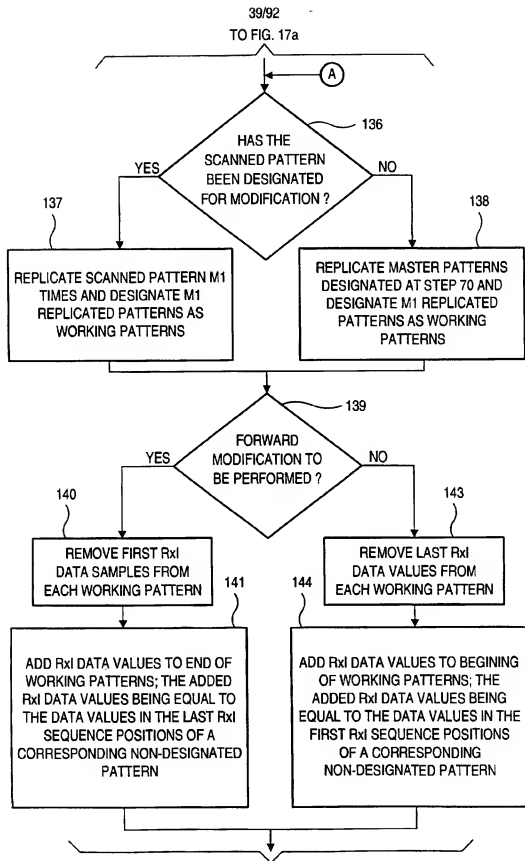 39/92
TO FIG. 17a
A
136
HAS THE
SCANNED PATTERN
BEEN DESIGNATED
FOR MODIFICATION ?
YES
NO
137
REPLICATE SCANNED PATTERN M1
TIMES AND DESIGNATE M1
REPLICATED PATTERNS AS
WORKING PATTERNS
138
REPLICATE MASTER PATTERNS
DESIGNATED AT STEP 70 AND
DESIGNATE M1 REPLICATED
PATTERNS AS WORKING
PATTERNS
139
FORWARD
MODIFICATION TO
BE PERFORMED ?
YES
NO
140
REMOVE FIRST RxI
DATA SAMPLES FROM
EACH WORKING PATTERN
143
REMOVE LAST RxI
DATA VALUES FROM
EACH WORKING PATTERN
141
ADD RxI DATA VALUES TO END OF
WORKING PATTERNS; THE ADDED
RxI DATA VALUES BEING EQUAL TO
THE DATA VALUES IN THE LAST RxI
SEQUENCE POSITIONS OF A
CORRESPONDING NON-DESIGNATED
PATTERN
144
ADD RxI DATA VALUES TO BEGINING
OF WORKING PATTERNS; THE
ADDED RxI DATA VALUES BEING
EQUAL TO THE DATA VALUES IN THE
FIRST RxI SEQUENCE POSITIONS
OF A CORRESPONDING
NON-DESIGNATED PATTERN